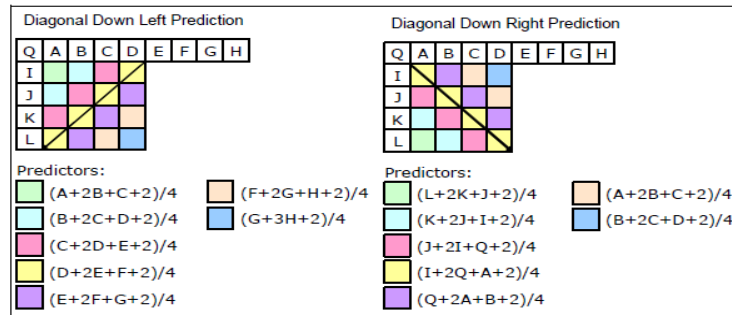 Diagonal Down Left Prediction
Q A B C D E F G H
I
J
K
L
Predictors:
(A+2B+C+2)/4 (F+2G+H+2)/4
(B+2C+D+2)/4 (G+3H+2)/4
(C+2D+E+2)/4
(D+2E+F+2)/4
(E+2F+G+2)/4
Diagonal Down Right Prediction
Q A B C D E F G H
I
J
K
L
Predictors:
(L+2K+J+2)/4 (A+2B+C+2)/4
(K+2J+I+2)/4 (B+2C+D+2)/4
(J+2I+Q+2)/4
(I+2Q+A+2)/4
(Q+2A+B+2)/4